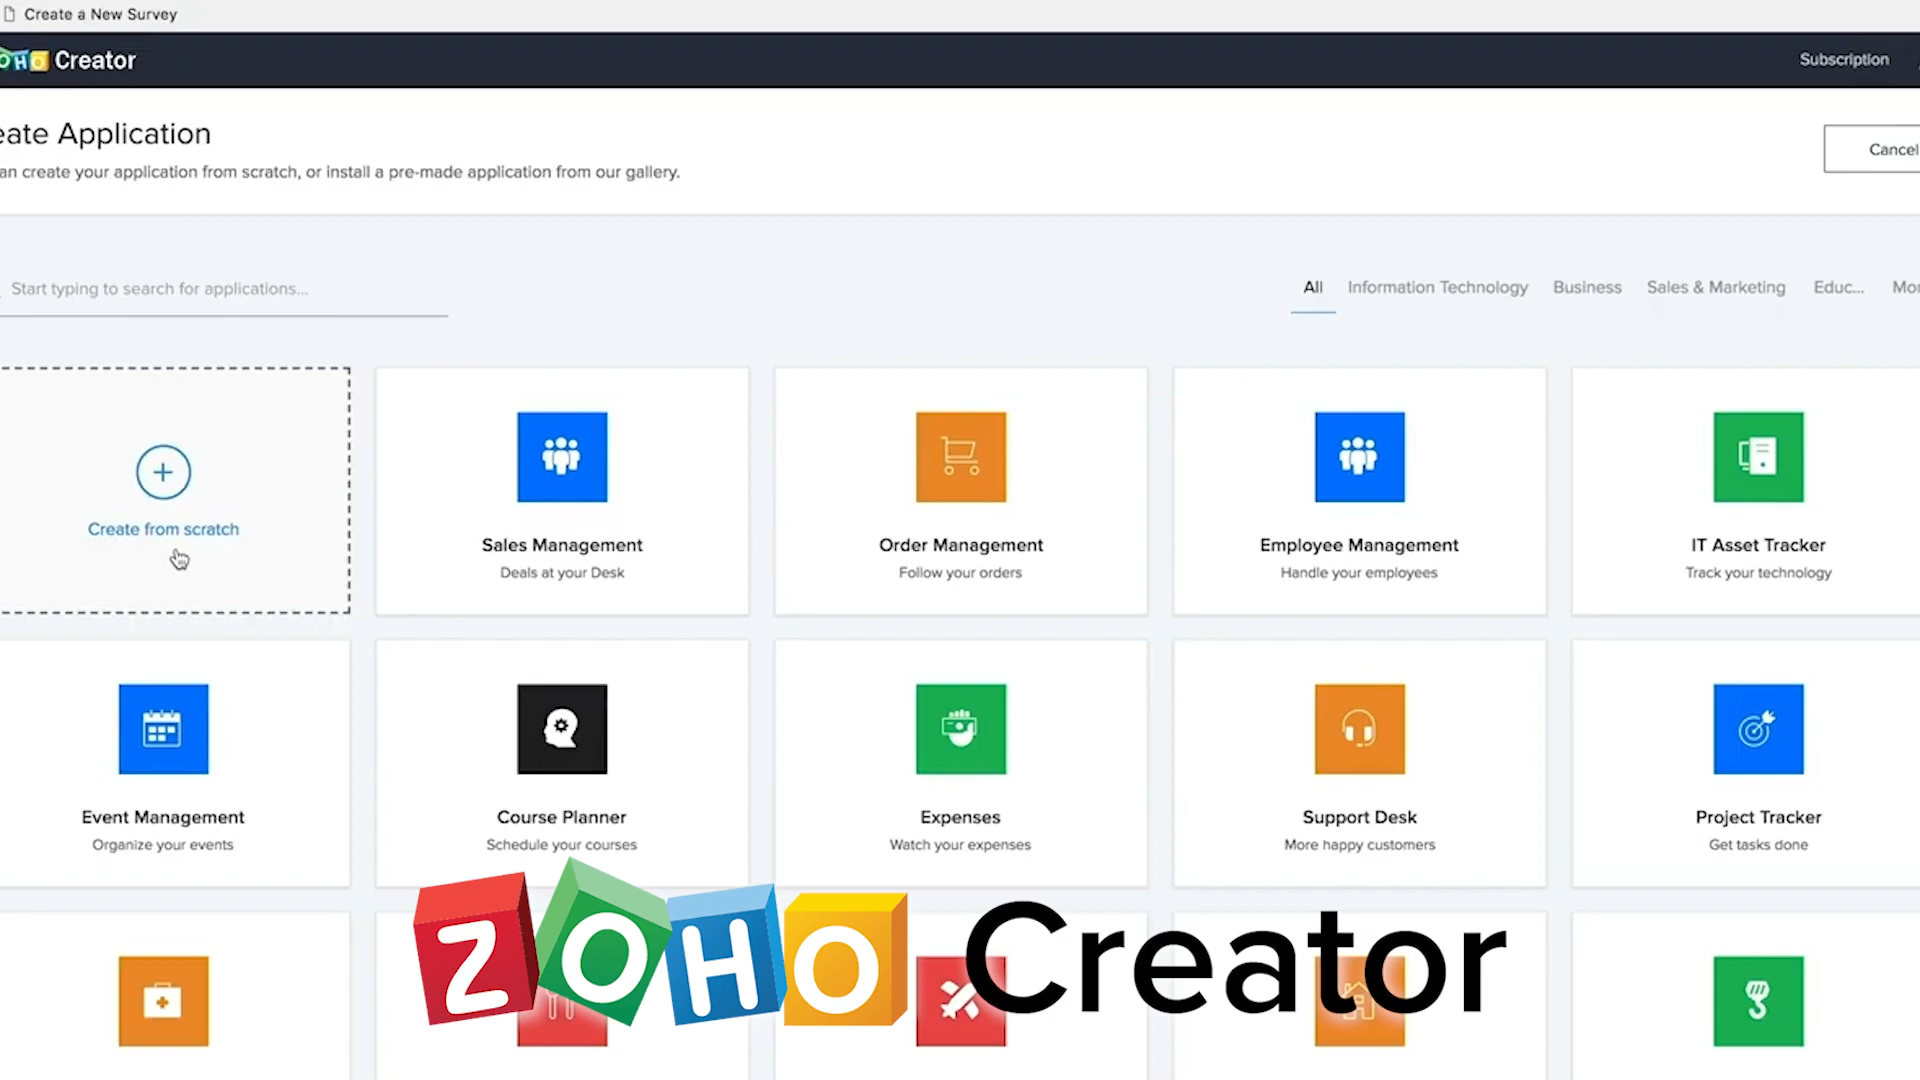 Create a New Survey
OHO Creator
Subscription
eate Application
Cancel
an create your application from scratch, or install a pre-made application from our gallery.
Start typing to search for applications...
All Information Technology Business Sales & Marketing Educ... Mor
Create from scratch
Sales Management
Deals at your Desk
Order Management
Follow your orders
Employee Management
Handle your employees
IT Asset Tracker
Track your technology
Event Management
Organize your events
Course Planner
Schedule your courses
Expenses
Watch your expenses
Support Desk
More happy customers
Project Tracker
Get tasks done
ZOHO Creator